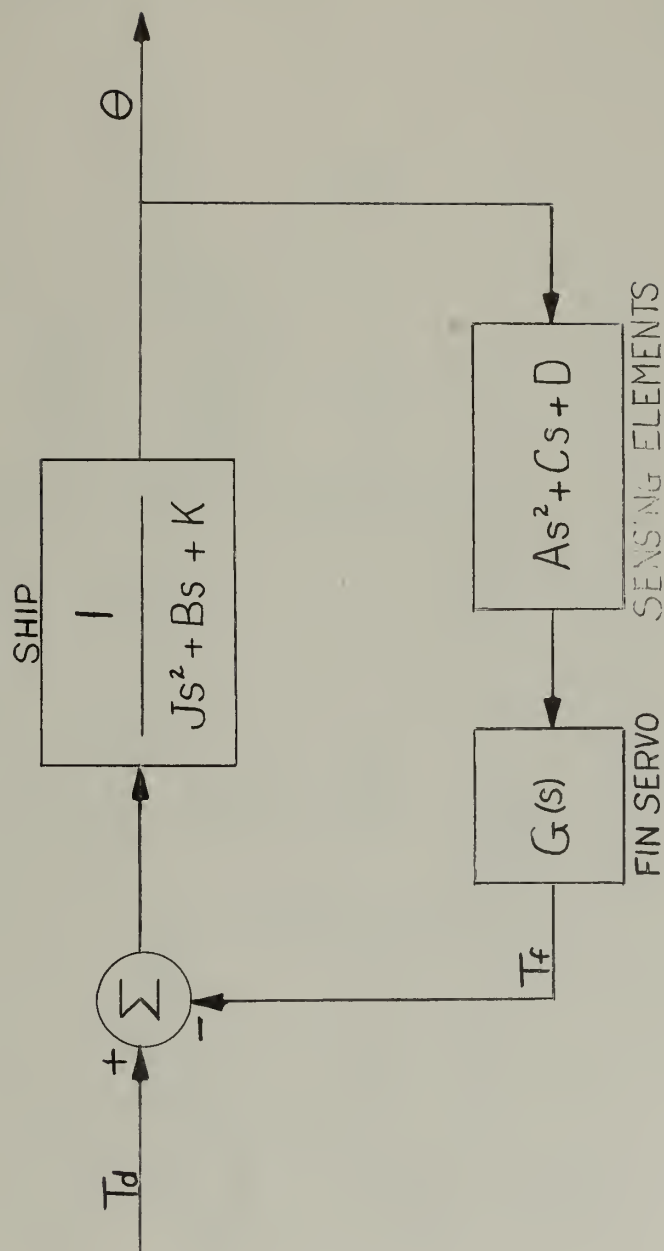 SHIP
Td
+
Σ
-
1
Js² + Bs + K
Θ
Tf
G(s)
As² + Cs + D
FIN SERVO
SENSING ELEMENTS